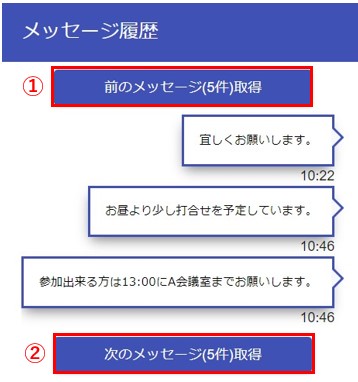 メッセージ履歴
① 前のメッセージ(5件)取得
宜しくお願いします。
10:22
お昼より少し打合せを予定しています。
10:46
参加出来る方は13:00にA会議室までお願いします。
10:46
② 次のメッセージ(5件)取得